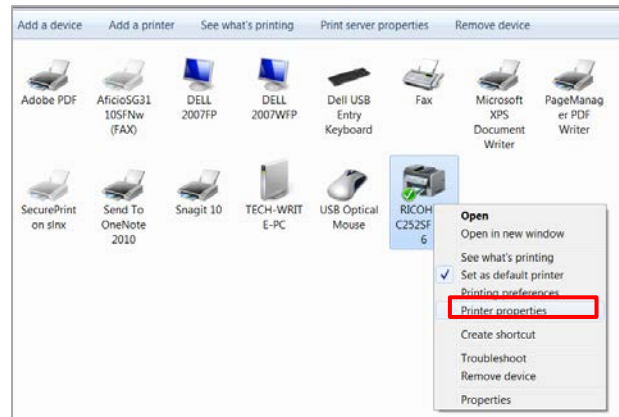 Add a device Add a printer See what's printing Print server properties Remove device
Adobe PDF AficioSG31 DELL DELL Dell USB Fax Microsoft PageManag
10SFNw 2007FP 2007WFP Entry XPS er PDF
(FAX) Keyboard Document Writer
Writer
SecurePrint Send To Snagit 10 TECH-WRIT USB Optical RICOH
on slnx OneNote E-PC Mouse C252SF
2010 6
Open
Open in new window
See what's printing
Set as default printer
Printing preferences
Printer properties
Create shortcut
Troubleshoot
Remove device
Properties